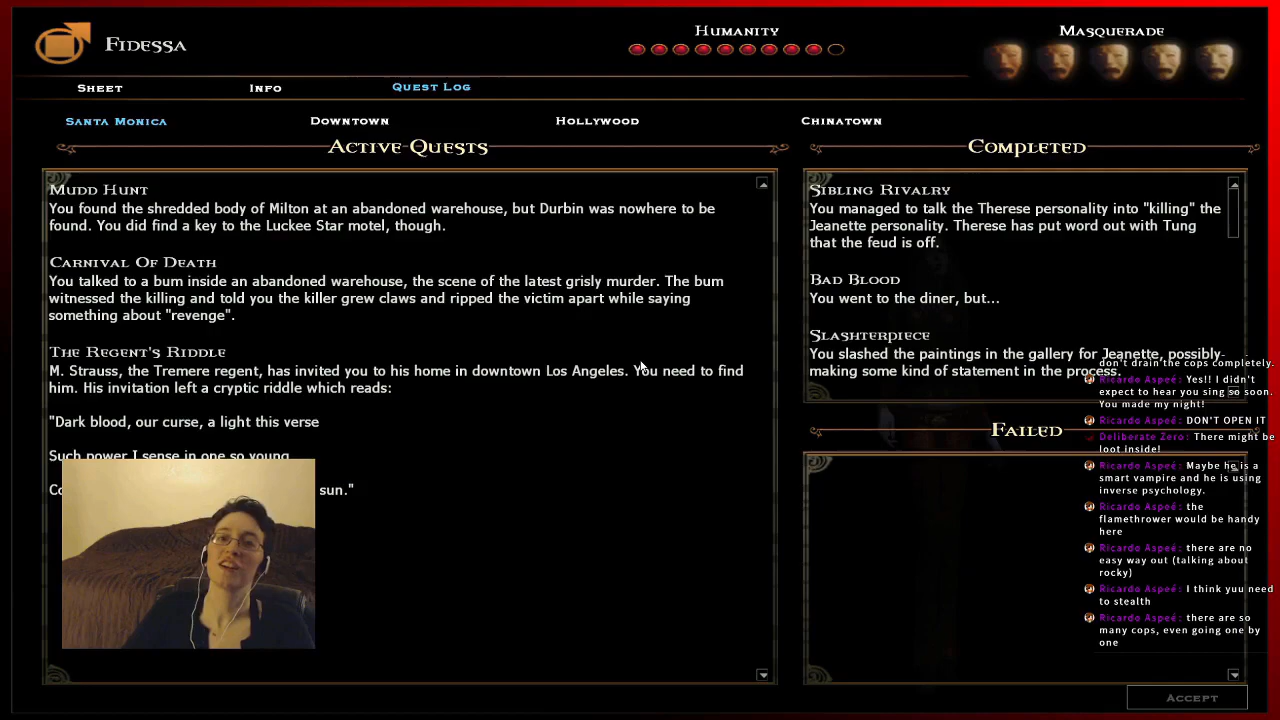 Fidessa
Humanity
Masquerade
Sheet
Info
Quest Log
Santa Monica
Downtown
Hollywood
Chinatown
Active Quests
Mudd Hunt
You found the shredded body of Milton at an abandoned warehouse, but Durbin was nowhere to be
found. You did find a key to the Luckee Star motel, though.
Carnival Of Death
You talked to a bum inside an abandoned warehouse, the scene of the latest grisly murder. The bum
witnessed the killing and told you the killer grew claws and ripped the victim apart while saying
something about "revenge".
The Regent's Riddle
M. Strauss, the Tremere regent, has invited you to his home in downtown Los Angeles. You need to find
him. His invitation left a cryptic riddle which reads:
"Dark blood, our curse, a light this verse
Such power I sense in one so young
sun."
Completed
Sibling Rivalry
You managed to talk the Therese personality into "killing" the
Jeanette personality. Therese has put word out with Tung
that the feud is off.
Bad Blood
You went to the diner, but...
Slashterpiece
You slashed the paintings in the gallery for Jeanette, possibly
making some kind of statement in the process.
Failed
don't drain the cops completely.
Ricardo Aspeé: Yes!! I didn't
expect to hear you sing so soon.
You made my night!
Ricardo Aspeé: DON'T OPEN IT
Deliberate Zero: There might be
loot inside!
Ricardo Aspeé: Maybe he is a
smart vampire and he is using
inverse psychology.
Ricardo Aspeé: the
flamethrower would be handy
here
Ricardo Aspeé: there are no
easy way out (talking about
rocky)
Ricardo Aspeé: I think you need
to stealth
Ricardo Aspeé: there are so
many cops, even going one by
one
Accept